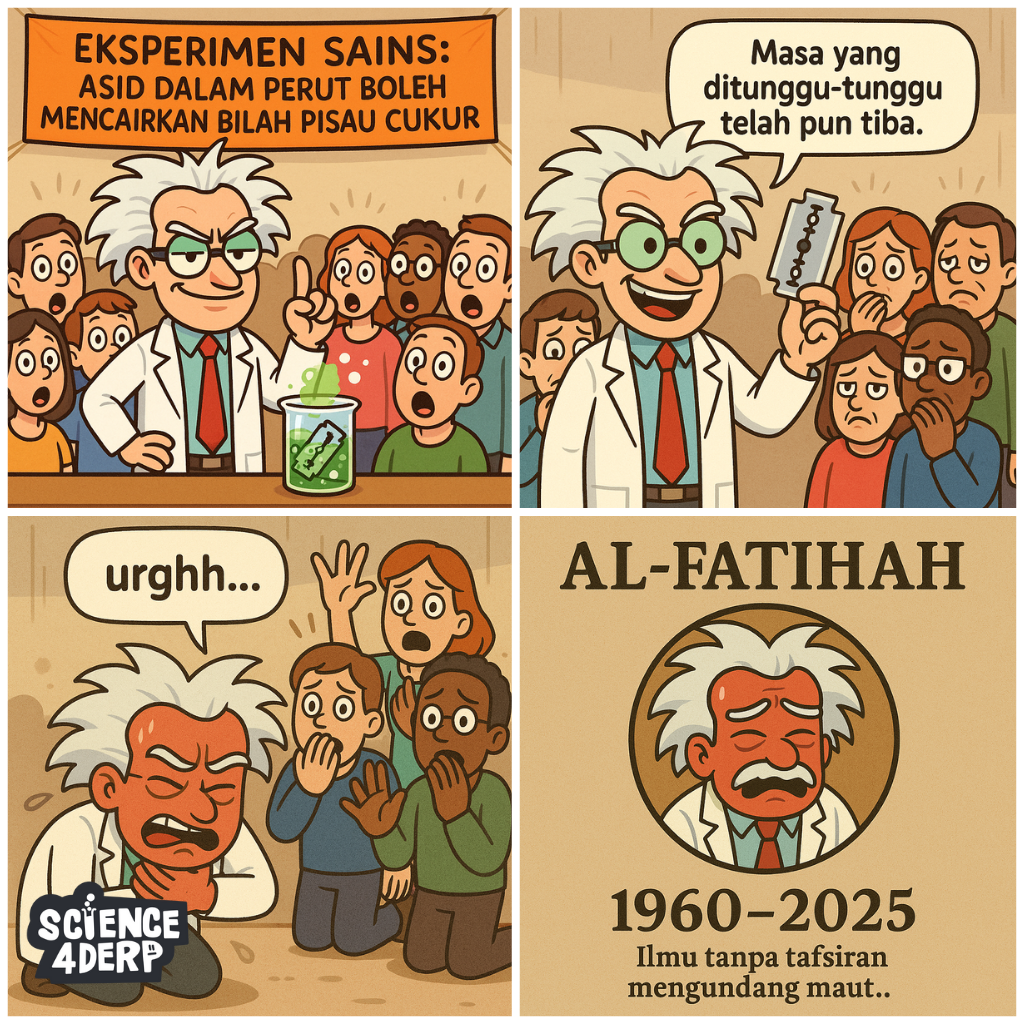 EKSPERIMEN SAINS:
ASID DALAM PERUT BOLEH
MENCAIRKAN BILAH PISAU CUKUR
Masa yang
ditunggu-tunggu
telah pun tiba.
urghh...
SCIENCE
4DERP
AL-FATIHAH
1960–2025
Ilmu tanpa tafsiran
mengundang maut..